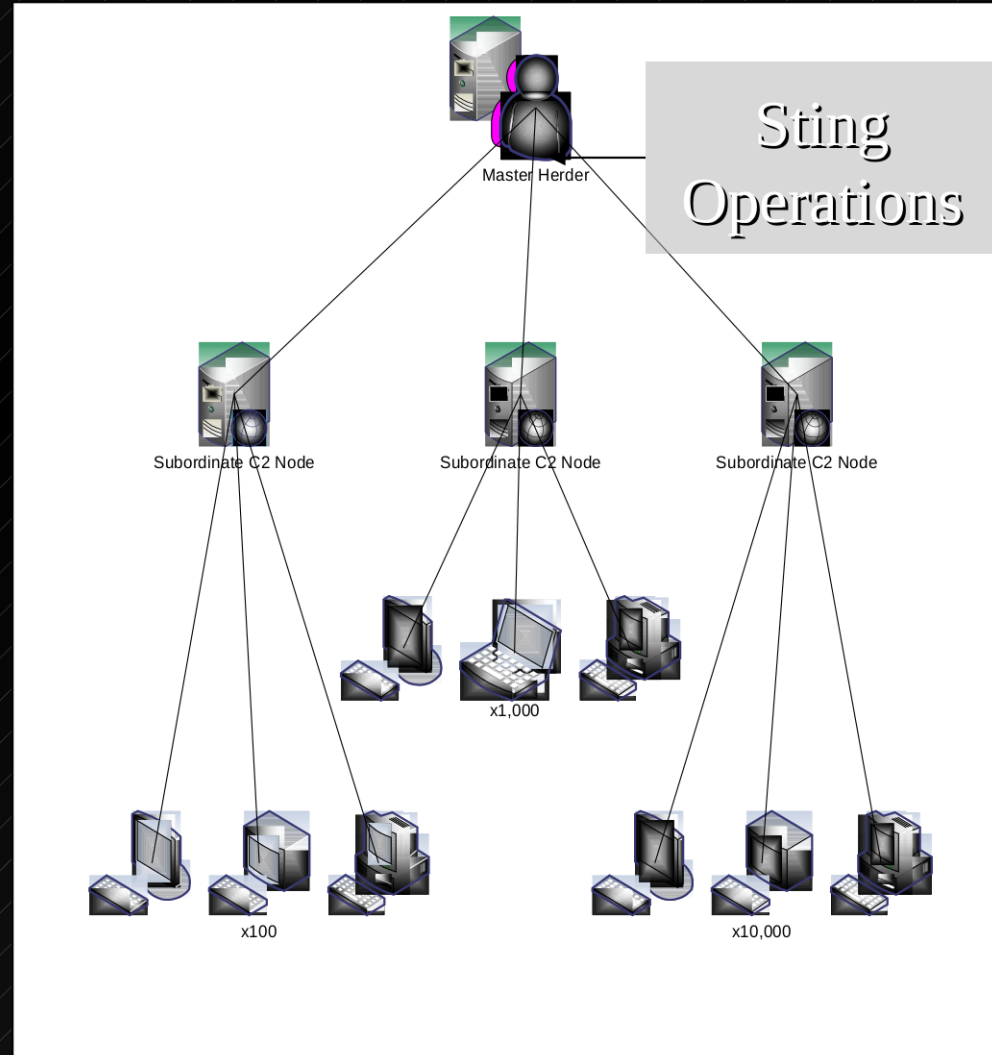 Sting
Operations
Master Herder
Subordinate C2 Node
Subordinate C2 Node
Subordinate C2 Node
x1,000
x100
x10,000